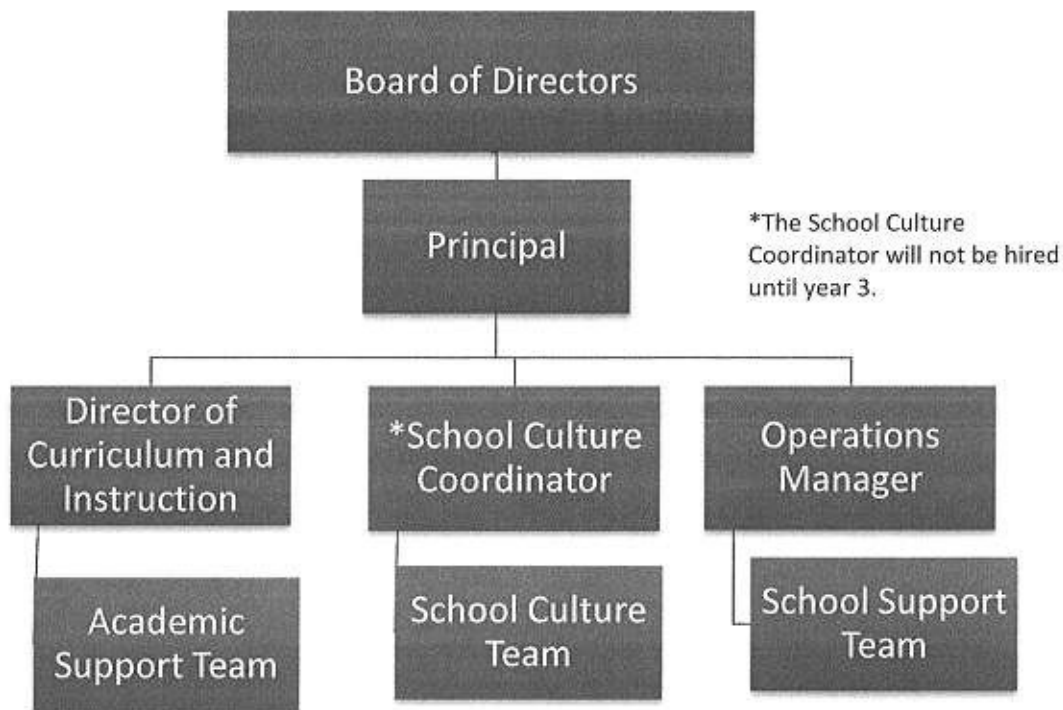 Board of Directors
Principal
*The School Culture
Coordinator will not be hired
until year 3.
Director of
Curriculum and
Instruction
*School Culture
Coordinator
Operations
Manager
Academic
Support Team
School Culture
Team
School Support
Team